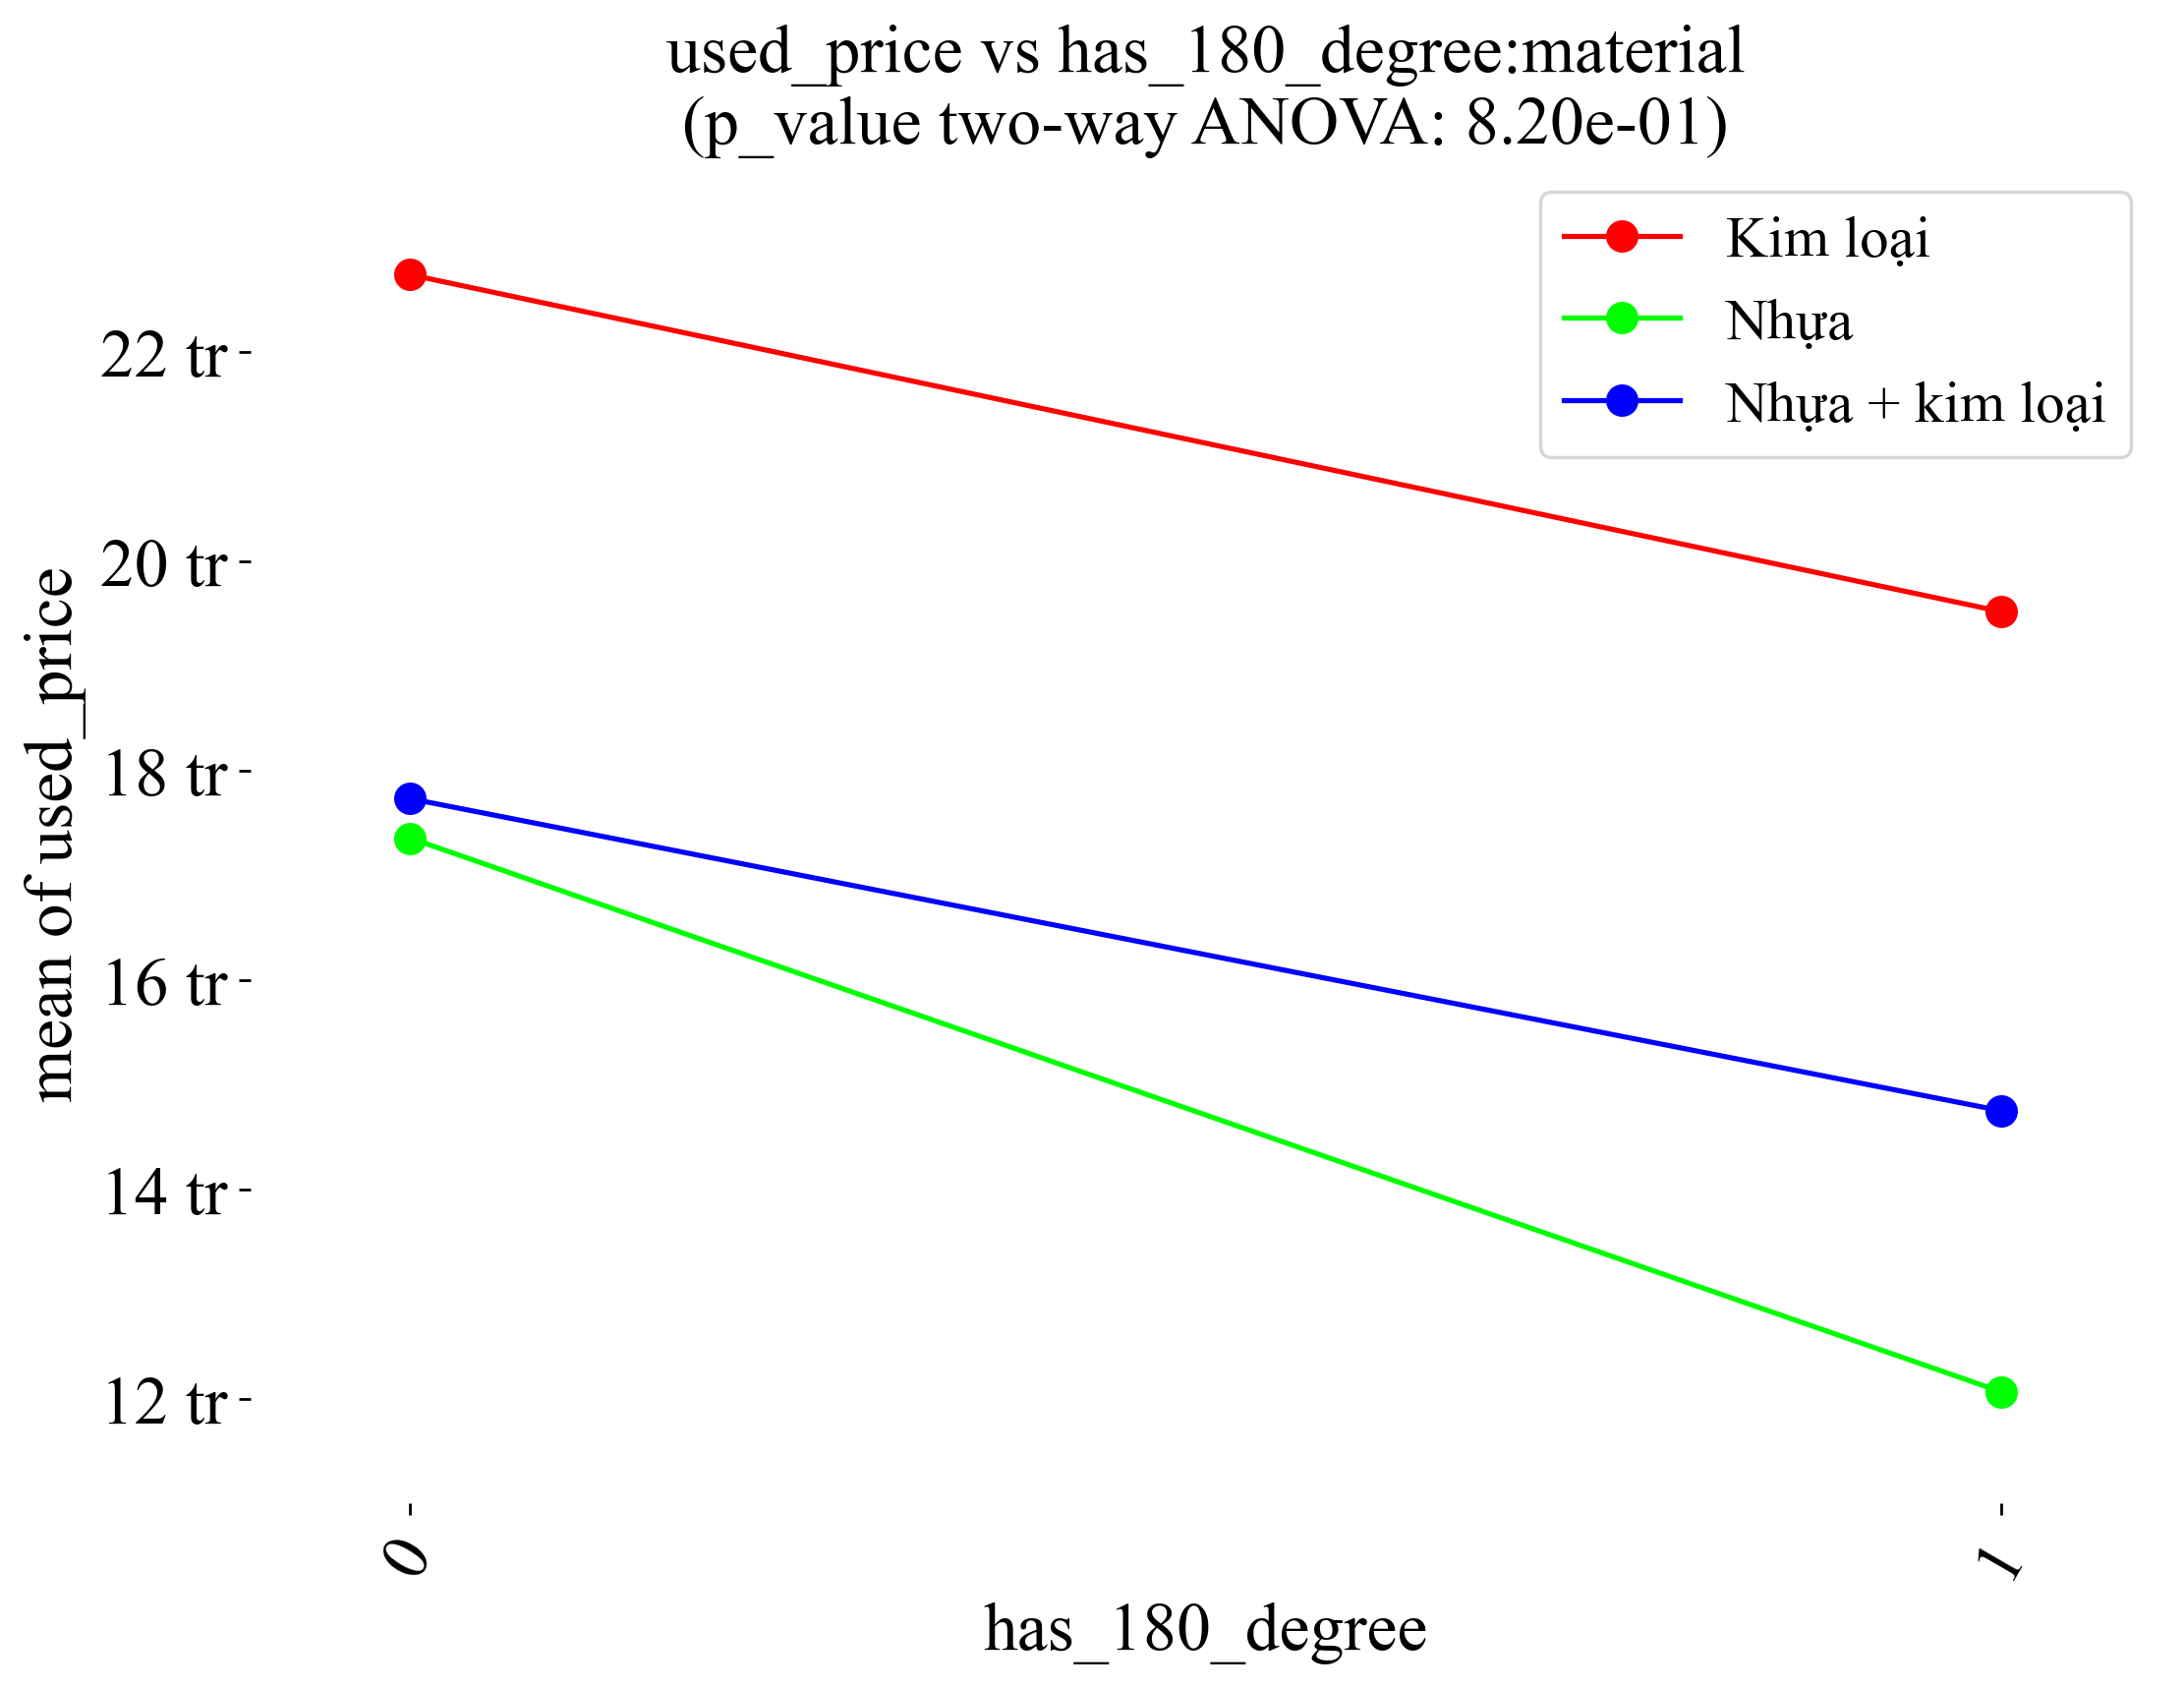 used_price vs has_180_degree:material
(p_value two-way ANOVA: 8.20e-01)
Kim loại
Nhựa
Nhựa + kim loại
mean of used_price
22 tr
20 tr
18 tr
16 tr
14 tr
12 tr
0
1
has_180_degree